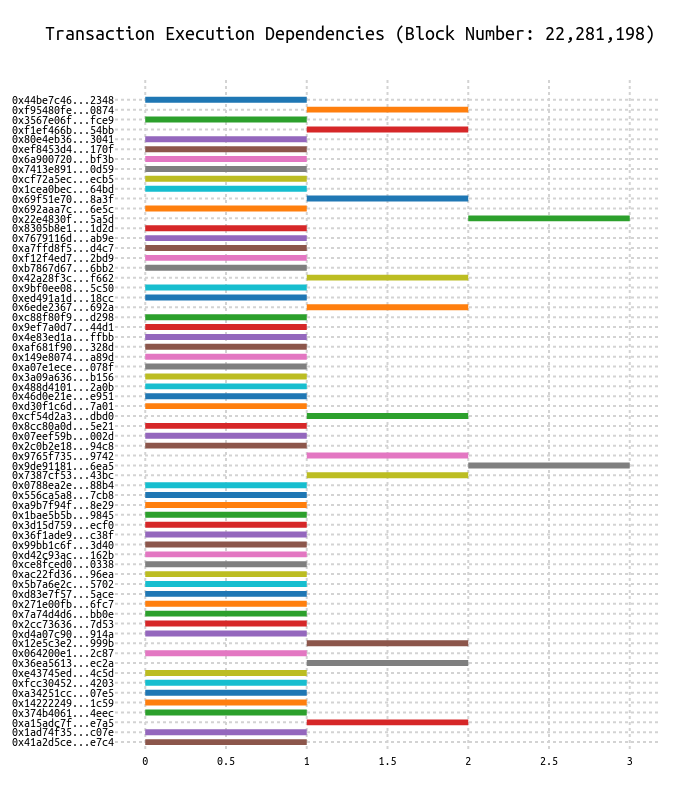 Transaction Execution Dependencies (Block Number: 22,281,198)
0x44be7c46...2348
0xf95480fe...0874
0x3567e06f...fce9
0xf1ef466b...54bb
0x80e4eb36...3041
0xef8453d4...170f
0x6a900720...bf3b
0x7413e891...0d59
0xcf72a5ec...ecb5
0x1cea0bec...64bd
0x69f51e70...8a3f
0x692aaa7c...6e5c
0x22e4830f...5a5d
0x8305b8e1...1d2d
0x7679116d...ab9e
0xa7ffd8f5...d4c7
0xf12f4ed7...2bd9
0xb7867d67...6bb2
0x42a28f3c...f662
0x9bf0ee08...5c50
0xed491a1d...18cc
0x6ede2367...692a
0xc88f80f9...d298
0x9ef7a0d7...44d1
0x4e83ed1a...ffbb
0xaf681f90...328d
0x149e8074...a89d
0xa07e1ece...078f
0x3a09a636...b156
0x488d4101...2a0b
0x46d0e21e...e951
0xd30f1c6d...7a01
0xcf54d2a3...dbd0
0x8cc80a0d...5e21
0x07eef59b...002d
0x2c0b2e18...94c8
0x9765f735...9742
0x9de91181...6ea5
0x7387cf53...43bc
0x0788ea2e...88b4
0x556ca5a8...7cb8
0xa9b7f94f...8e29
0x1bae5b5b...9845
0x3d15d759...ecf0
0x36f1ade9...c38f
0x99bb1c6f...3d40
0xd42c93ac...162b
0xce8fced0...0338
0xac22fd36...96ea
0x5b7a6e2c...5702
0xd83e7f57...5ace
0x271e00fb...6fc7
0x7a74d4d6...bb0e
0x2cc73636...7d53
0xd4a07c90...914a
0x12e5c3e2...999b
0x064200e1...2c87
0x36ea5613...ec2a
0xe43745ed...4c5d
0xfcc30452...4203
0xa34251cc...07e5
0x14222249...1c59
0x374b4061...4eec
0xa15adc7f...e7a5
0x1ad74f35...c07e
0x41a2d5ce...e7c4
0 0.5 1 1.5 2 2.5 3